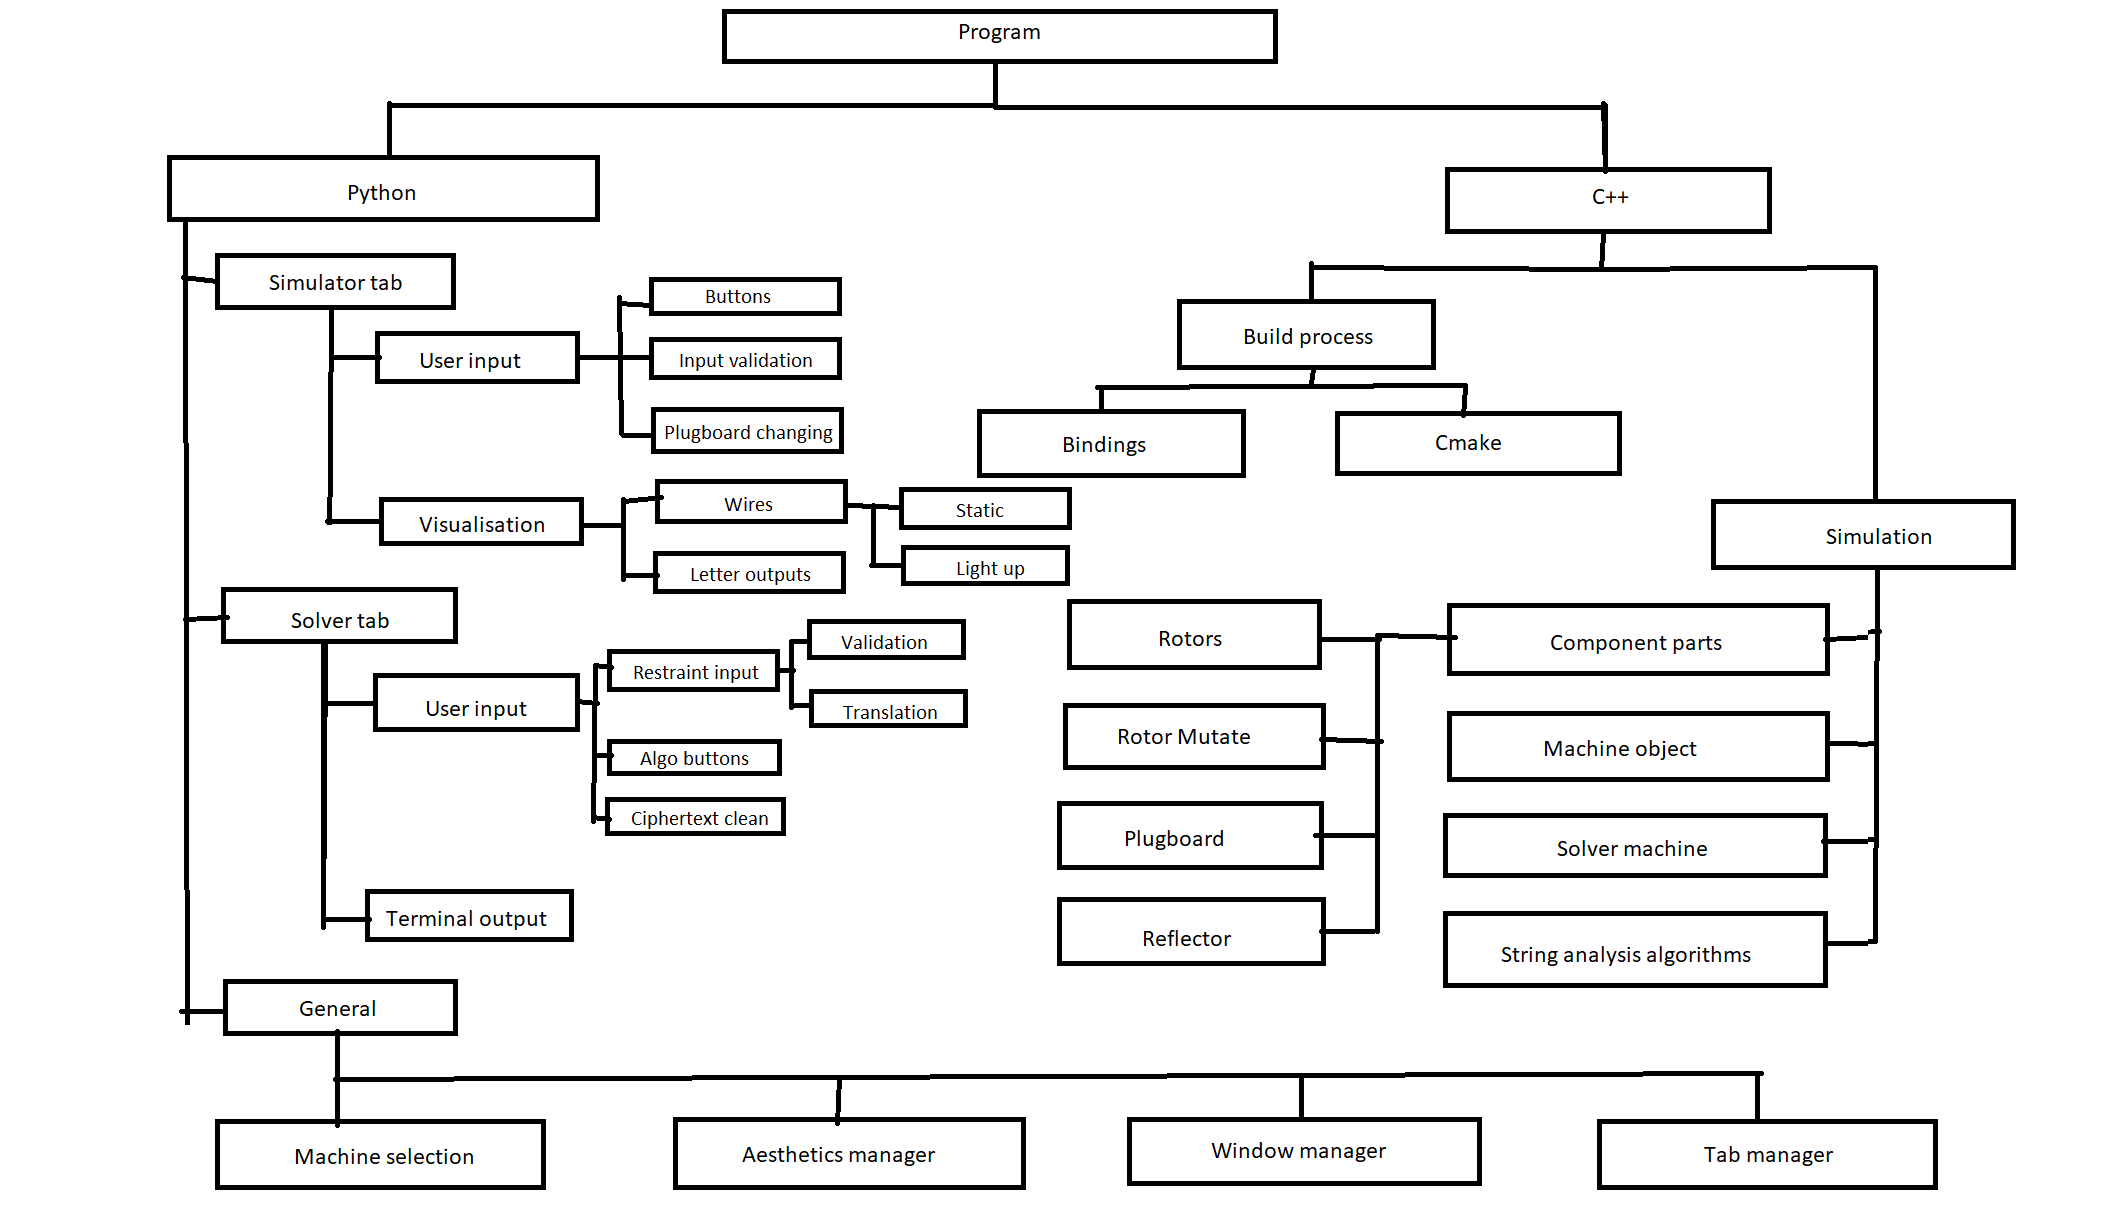 Program
Python
C++
Simulator tab
Buttons
User input
Input validation
Plugboard changing
Build process
Bindings
Cmake
Visualisation
Wires
Static
Letter outputs
Light up
Simulation
Solver tab
User input
Restraint input
Validation
Translation
Algo buttons
Ciphertext clean
Terminal output
Rotors
Component parts
Rotor Mutate
Machine object
Plugboard
Solver machine
Reflector
String analysis algorithms
General
Machine selection
Aesthetics manager
Window manager
Tab manager